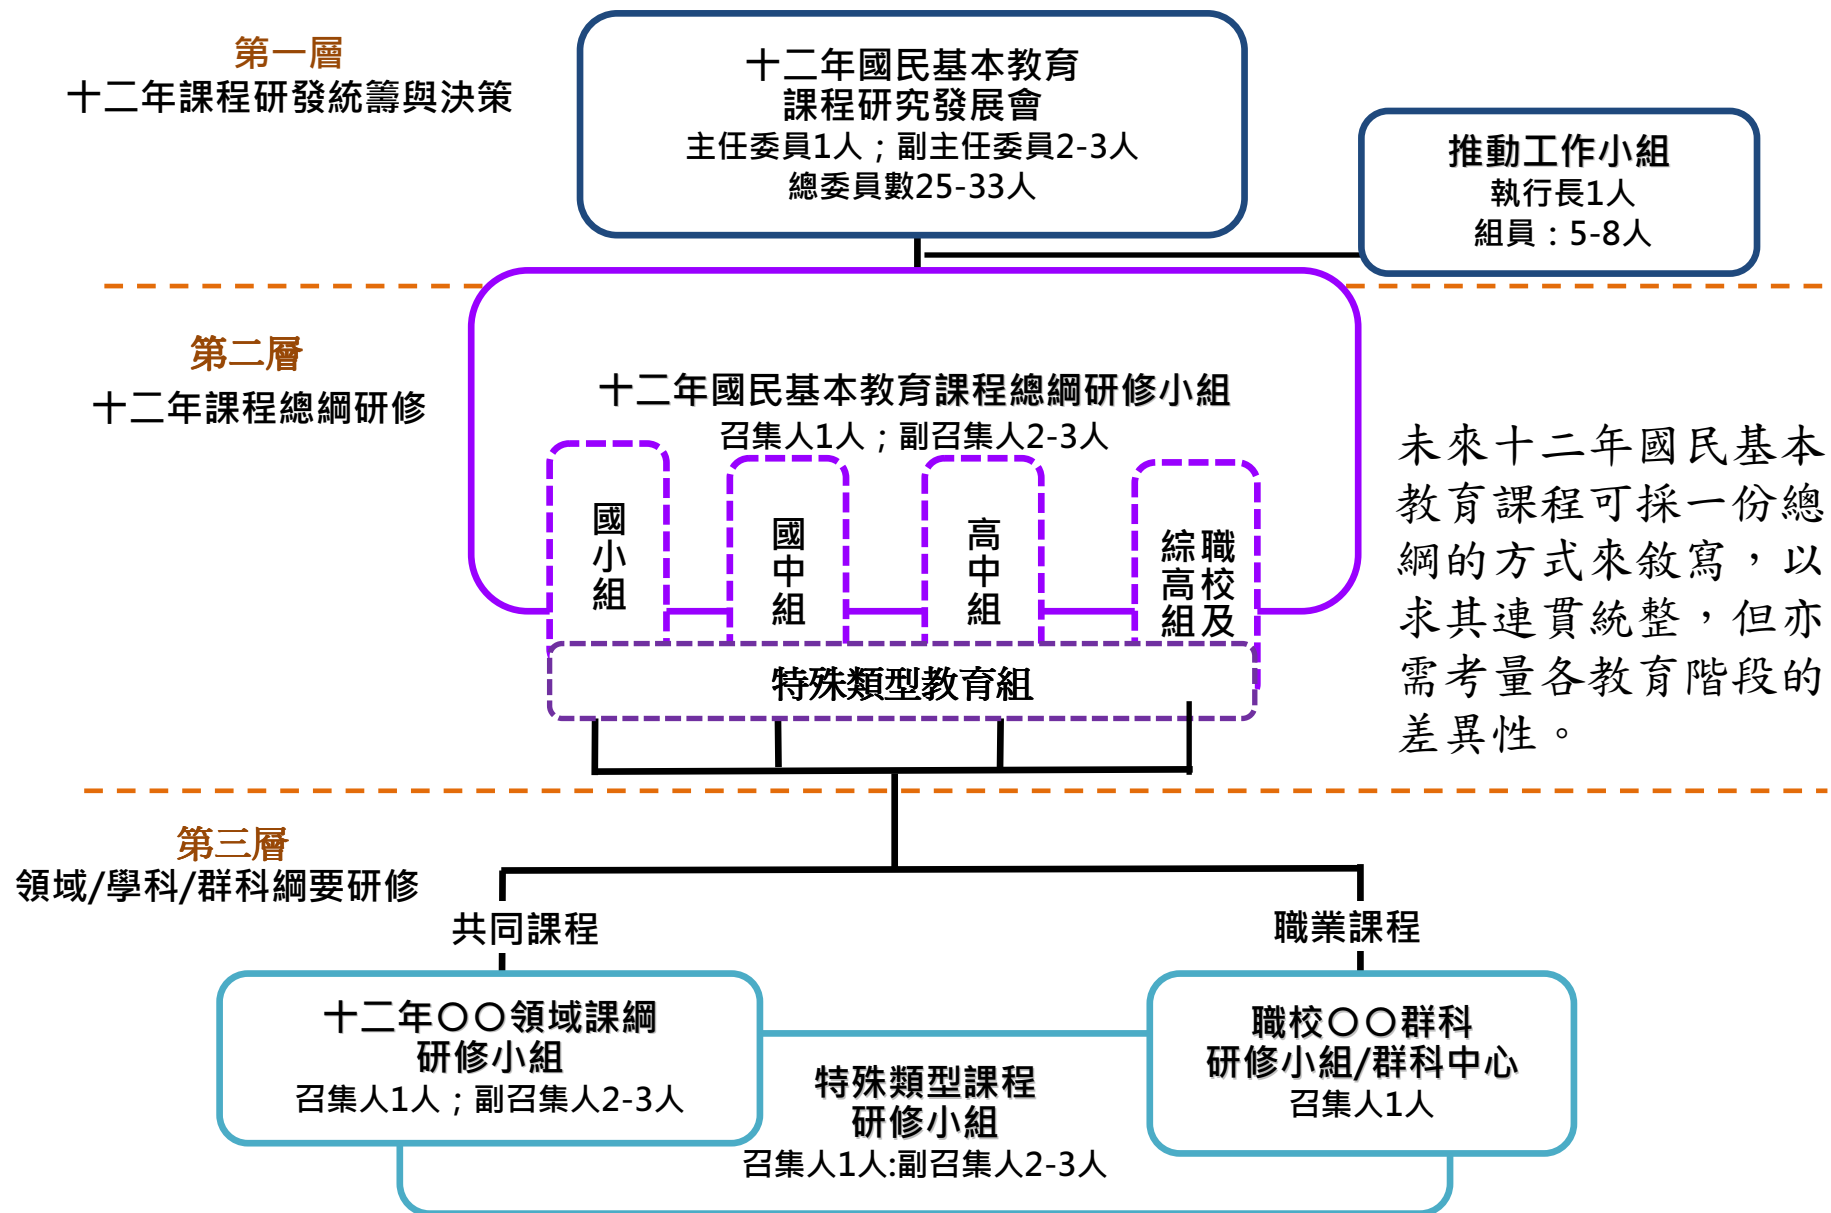 第一層
十二年課程研發統籌與決策
十二年國民基本教育
課程研究發展會
主任委員1人；副主任委員2-3人
總委員數25-33人
推動工作小組
執行長1人
組員：5-8人
第二層
十二年課程總綱研修
十二年國民基本教育課程總綱研修小組
召集人1人；副召集人2-3人
國小組
國中組
高中組
職校及
綜高組
特殊類型教育組
未來十二年國民基本
教育課程可採一份總
綱的方式來敘寫，以
求其連貫統整，但亦
需考量各教育階段的
差異性。
第三層
領域/學科/群科綱要研修
共同課程
職業課程
十二年〇〇領域課綱
研修小組
召集人1人；副召集人2-3人
特殊類型課程
研修小組
召集人1人:副召集人2-3人
職校〇〇群科
研修小組/群科中心
召集人1人